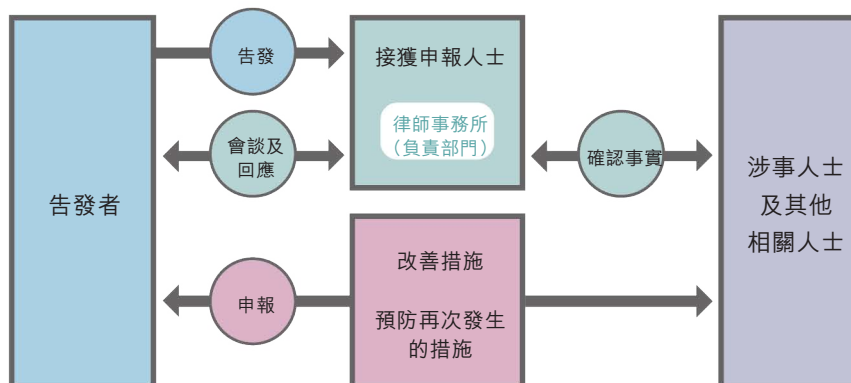 告發者
告發
會談及
回應
申報
接獲申報人士
律師事務所
（負責部門）
改善措施
預防再次發生
的措施
確認事實
涉事人士
及其他
相關人士